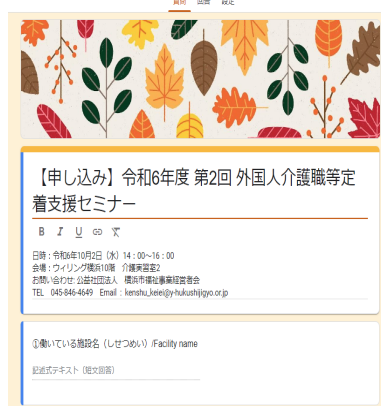 質問 回答 設定
【申し込み】令和6年度 第2回 外国人介護職等定
着支援セミナー
B I U
日時：令和6年10月2日（水）14：00～16：00
会場：ウィリング横浜10階　介護実習室2
お問い合わせ: 公益社団法人　横浜市福祉事業経営者会
TEL　045-846-4649　Email：kenshu_keiei@y-hukushijigyo.or.jp
①働いている施設名（しせつめい）/Facility name
記述式テキスト（短文回答）